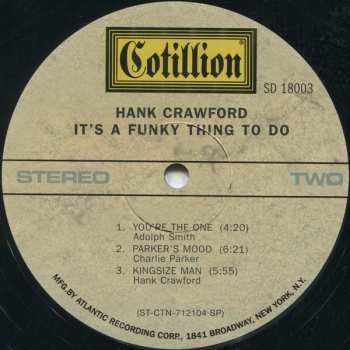 Cotillion®
SD 18003
HANK CRAWFORD
IT'S A FUNKY THING TO DO
STEREO TWO
1. YOU'RE THE ONE (4:20)
Adolph Smith
2. PARKER'S MOOD (6:21)
Charlie Parker
3. KINGSIZE MAN (5:55)
Hank Crawford
(ST-CTN-712104-SP)
MFG. BY ATLANTIC RECORDING CORP., 1841 BROADWAY, NEW YORK, N.Y.